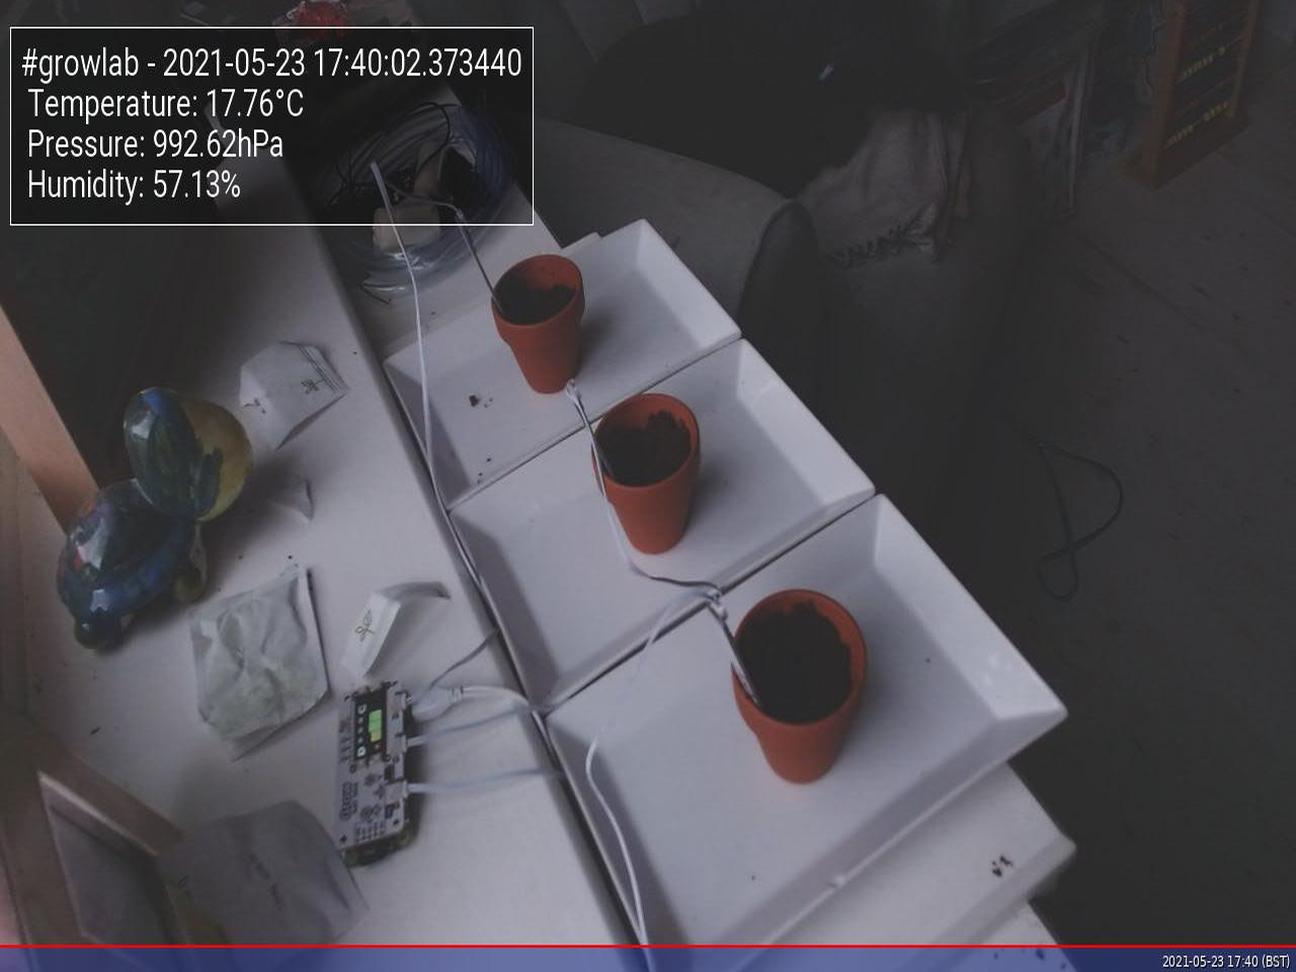 #growlab - 2021-05-23 17:40:02.373440
Temperature: 17.76°C
Pressure: 992.62hPa
Humidity: 57.13%
2021-05-23 17:40 (BST)